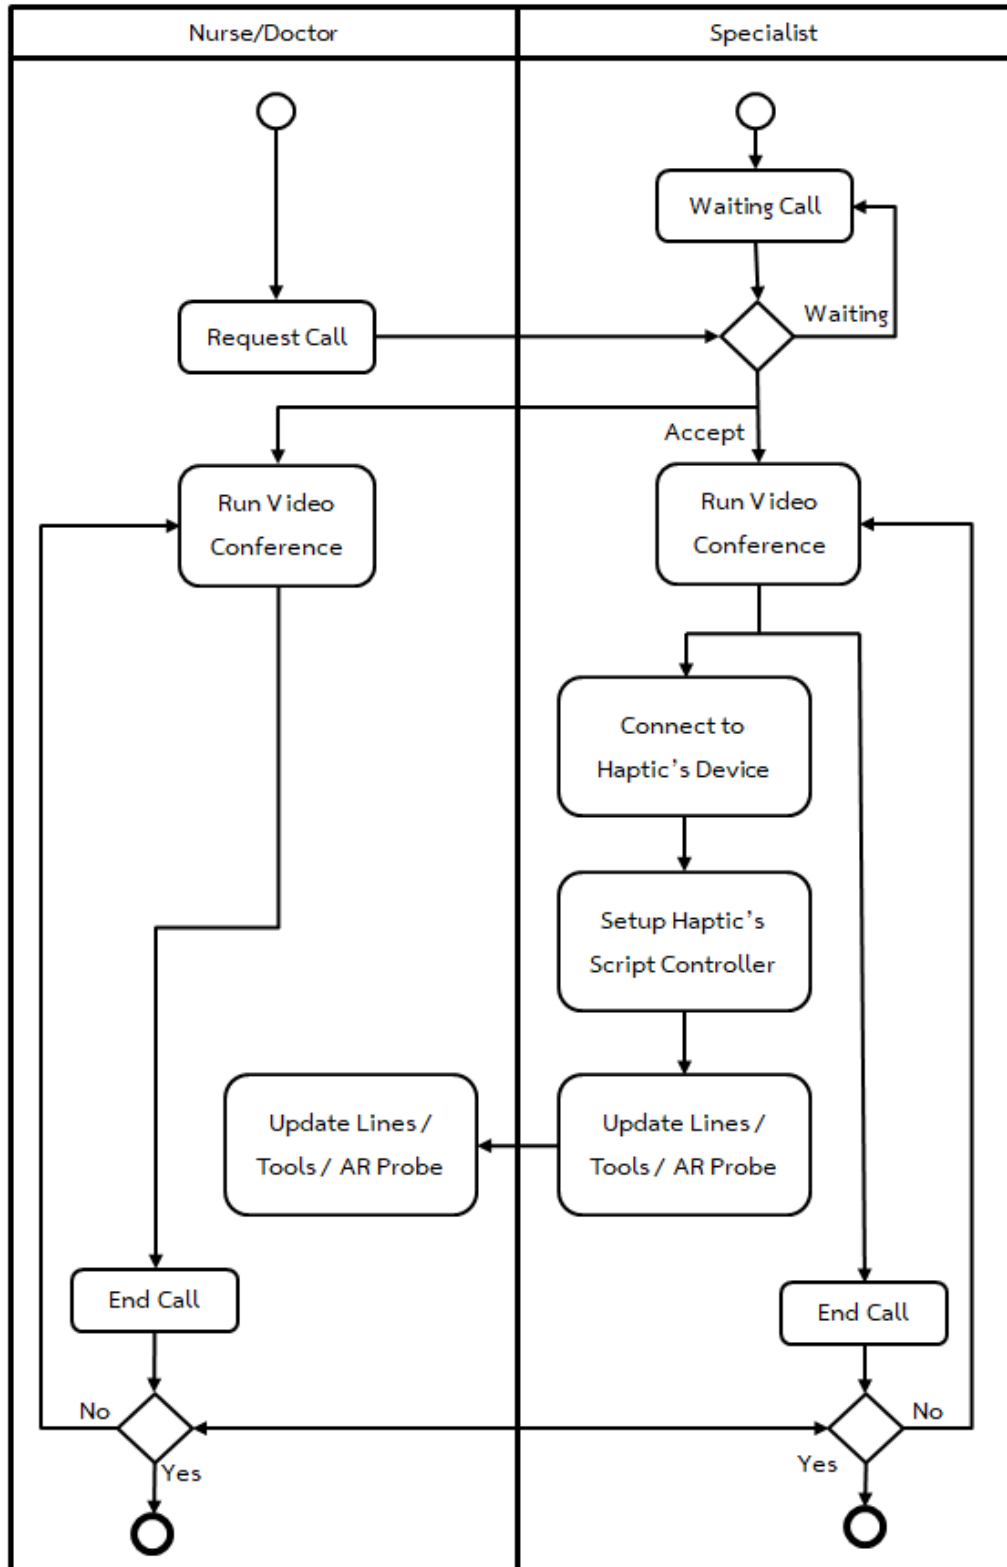 Nurse/Doctor
Specialist
Waiting Call
Waiting
Request Call
Accept
Run Video
Conference
Run Video
Conference
Connect to
Haptic’s Device
Setup Haptic’s
Script Controller
Update Lines /
Tools / AR Probe
Update Lines /
Tools / AR Probe
End Call
End Call
No
No
Yes
Yes